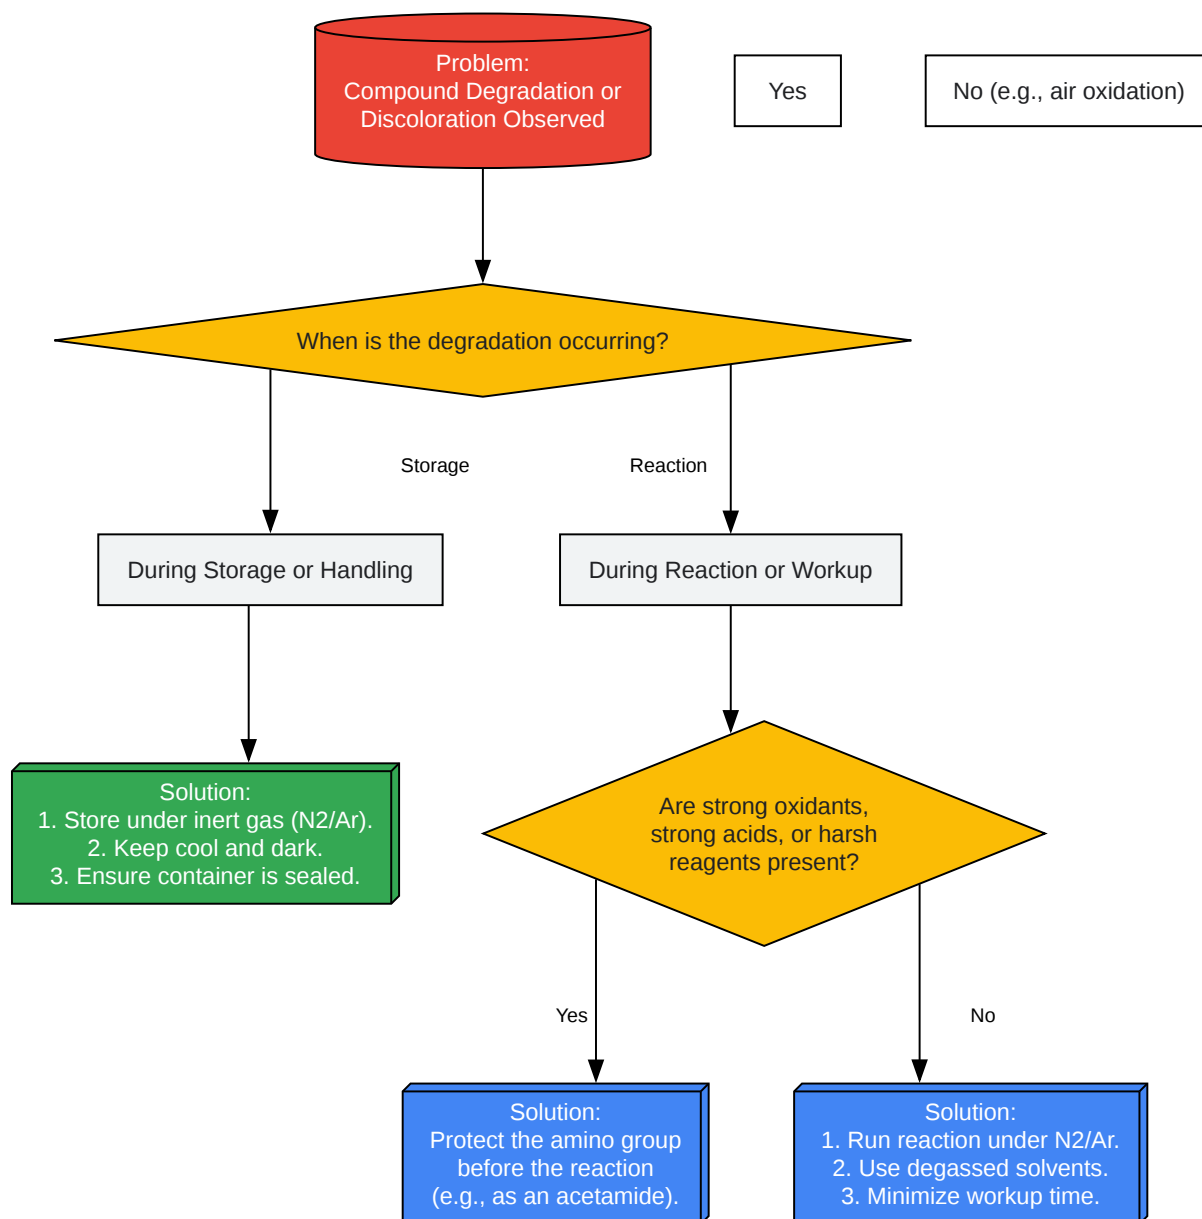 Problem:
Compound Degradation or
Discoloration Observed
Yes
No (e.g., air oxidation)
When is the degradation occurring?
Storage
Reaction
During Storage or Handling
During Reaction or Workup
Solution:
1. Store under inert gas (N2/Ar).
2. Keep cool and dark.
3. Ensure container is sealed.
Are strong oxidants,
strong acids, or harsh
reagents present?
Yes
No
Solution:
Protect the amino group
before the reaction
(e.g., as an acetamide).
Solution:
1. Run reaction under N2/Ar.
2. Use degassed solvents.
3. Minimize workup time.